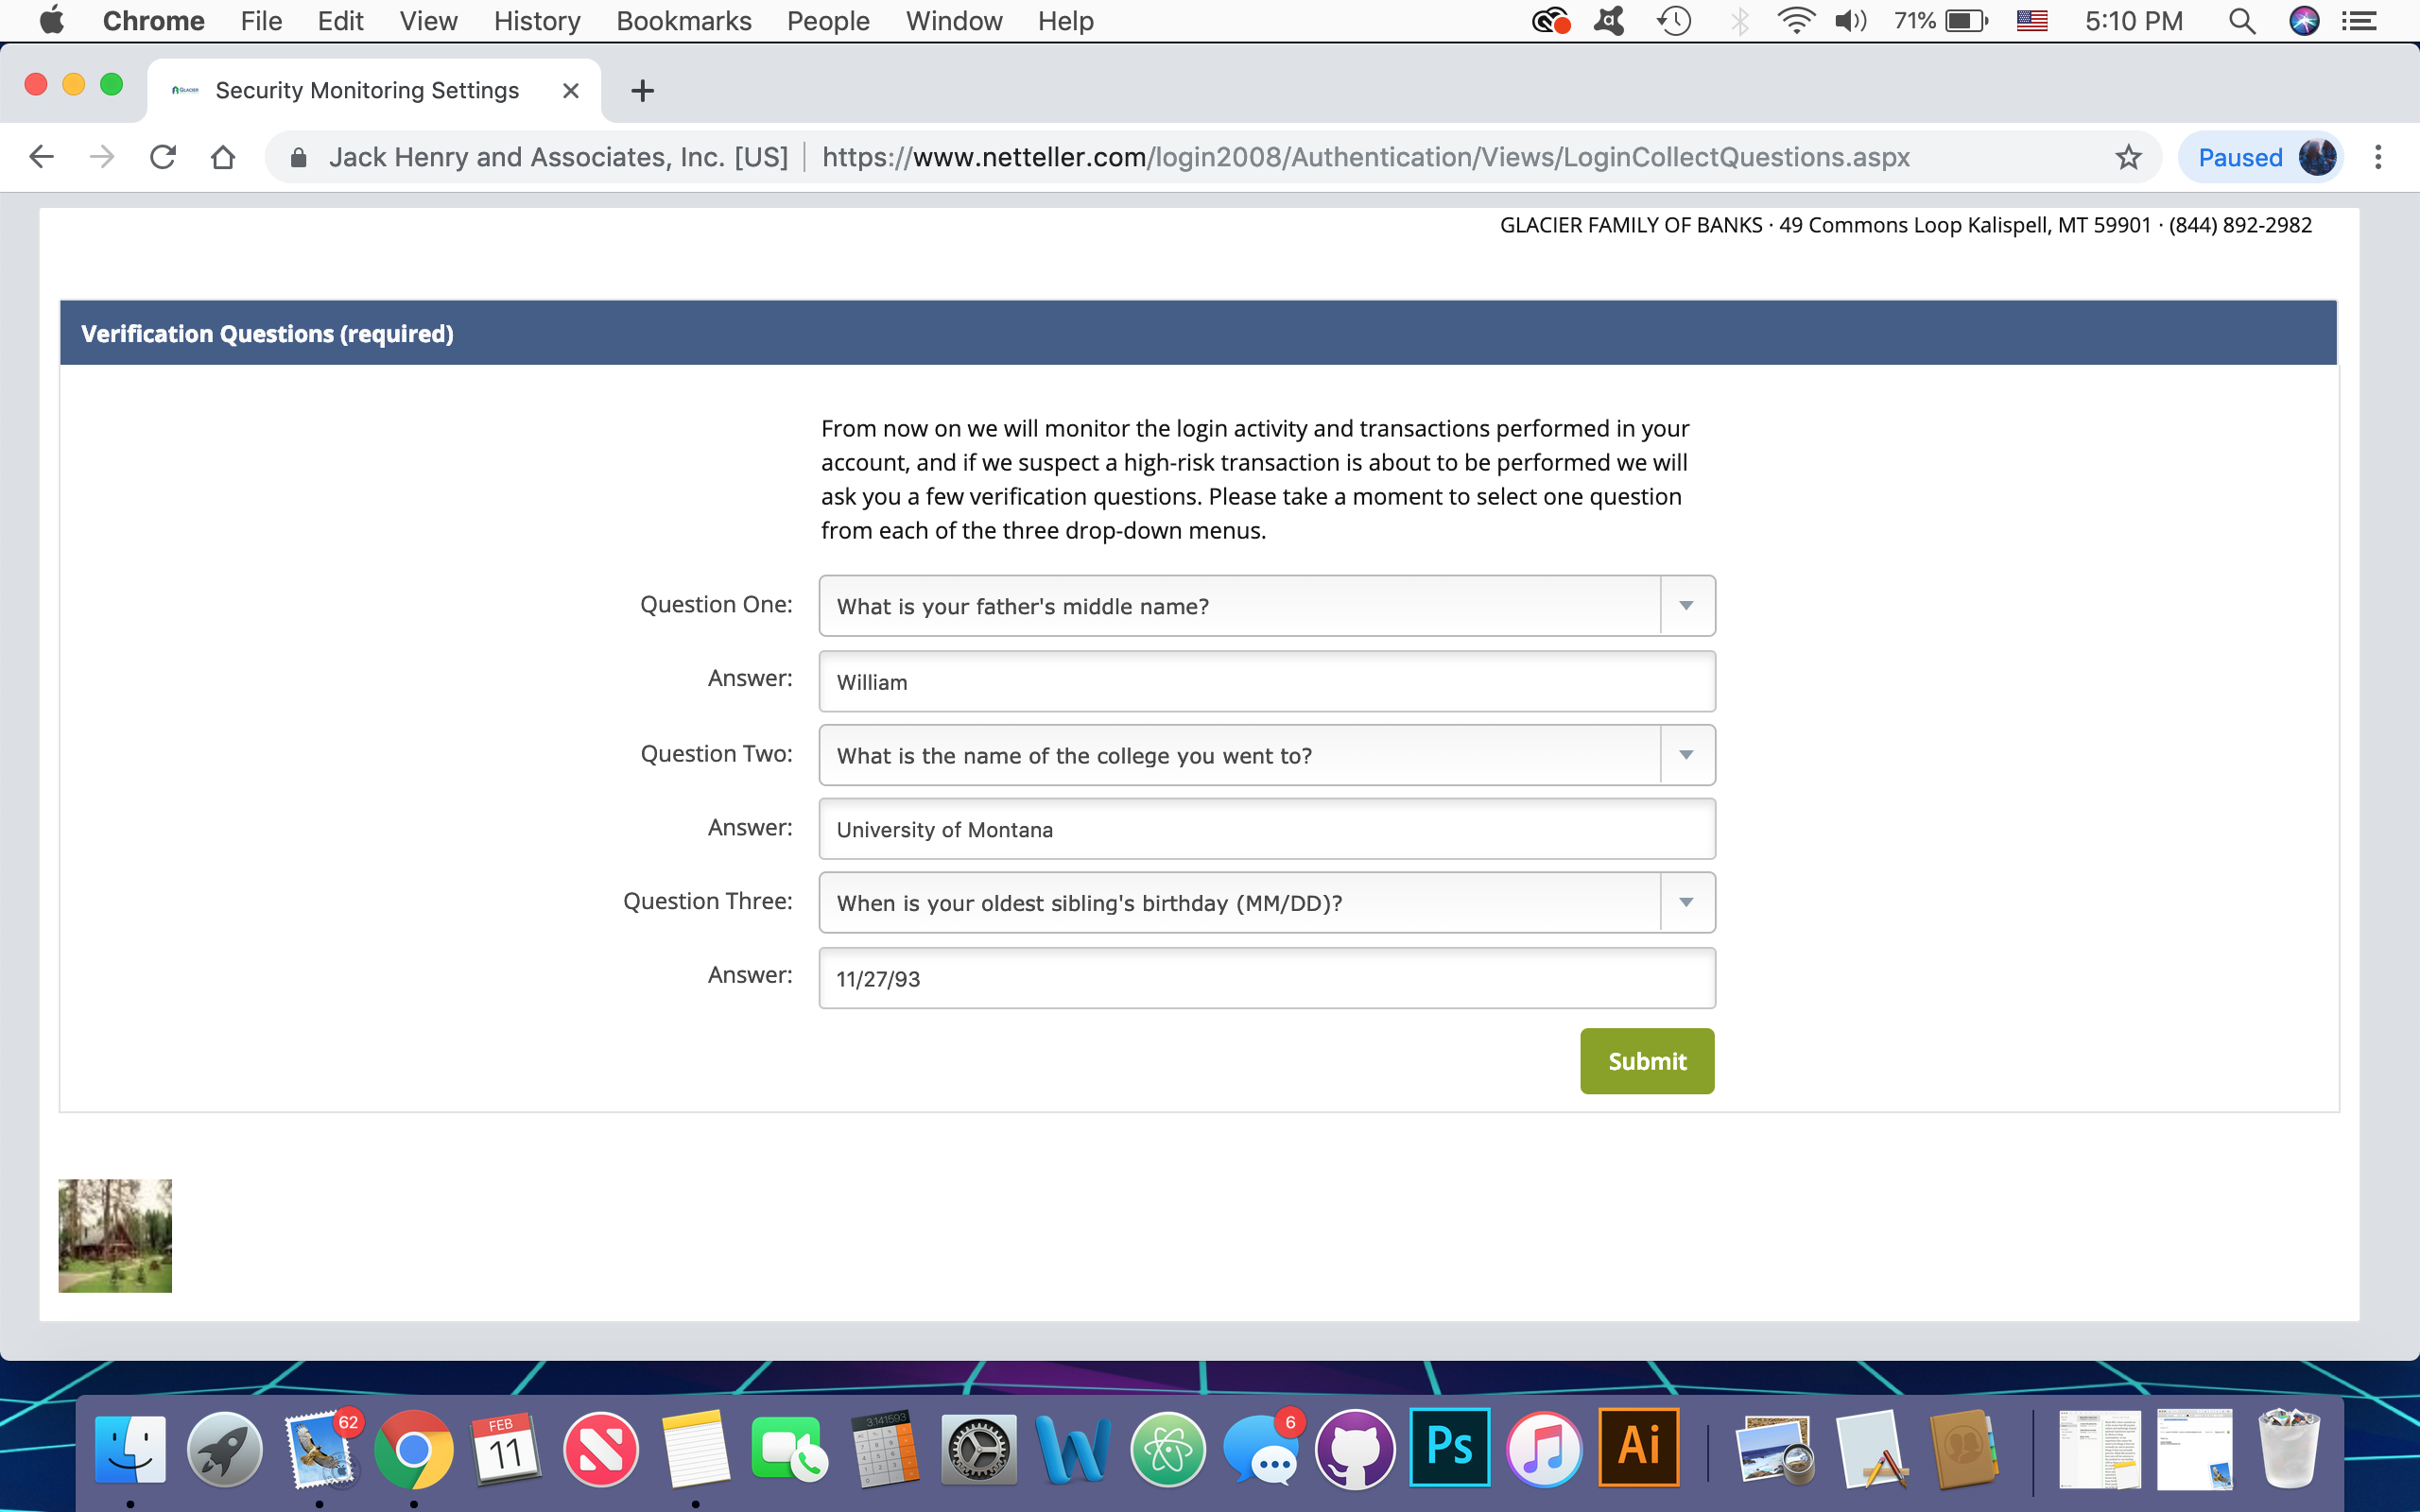 Chrome File Edit View History Bookmarks People Window Help 71% 5:10 PM
GLACIER Security Monitoring Settings
Jack Henry and Associates, Inc. [US] https://www.netteller.com/login2008/Authentication/Views/LoginCollectQuestions.aspx Paused
GLACIER FAMILY OF BANKS · 49 Commons Loop Kalispell, MT 59901 · (844) 892-2982
Verification Questions (required)
From now on we will monitor the login activity and transactions performed in your
account, and if we suspect a high-risk transaction is about to be performed we will
ask you a few verification questions. Please take a moment to select one question
from each of the three drop-down menus.
Question One: What is your father's middle name?
Answer: William
Question Two: What is the name of the college you went to?
Answer: University of Montana
Question Three: When is your oldest sibling's birthday (MM/DD)?
Answer: 11/27/93
Submit
62 FEB 11 3.141593 6 Ps Ai